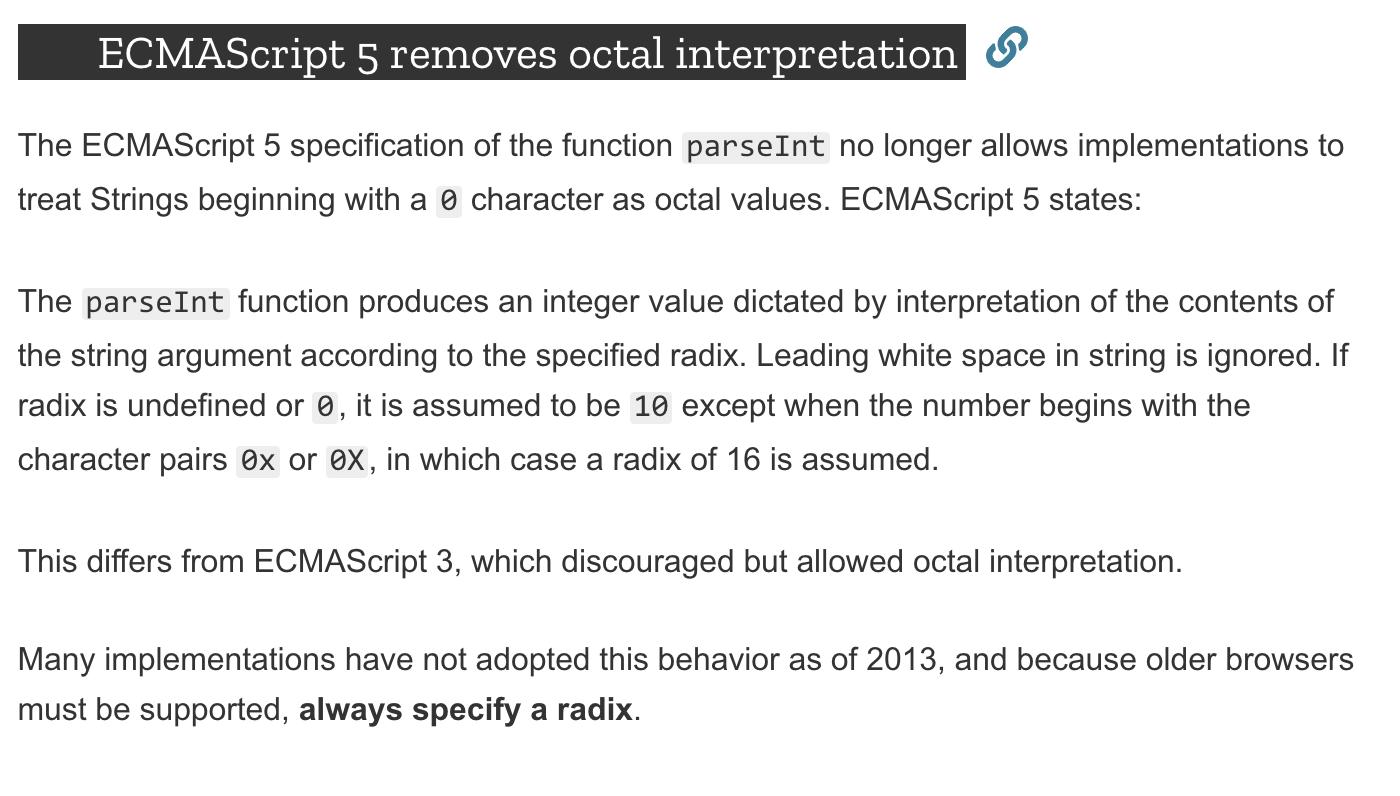 ECMAScript 5 removes octal interpretation
The ECMAScript 5 specification of the function parseInt no longer allows implementations to
treat Strings beginning with a 0 character as octal values. ECMAScript 5 states:
The parseInt function produces an integer value dictated by interpretation of the contents of
the string argument according to the specified radix. Leading white space in string is ignored. If
radix is undefined or 0, it is assumed to be 10 except when the number begins with the
character pairs 0x or 0X, in which case a radix of 16 is assumed.
This differs from ECMAScript 3, which discouraged but allowed octal interpretation.
Many implementations have not adopted this behavior as of 2013, and because older browsers
must be supported, always specify a radix.